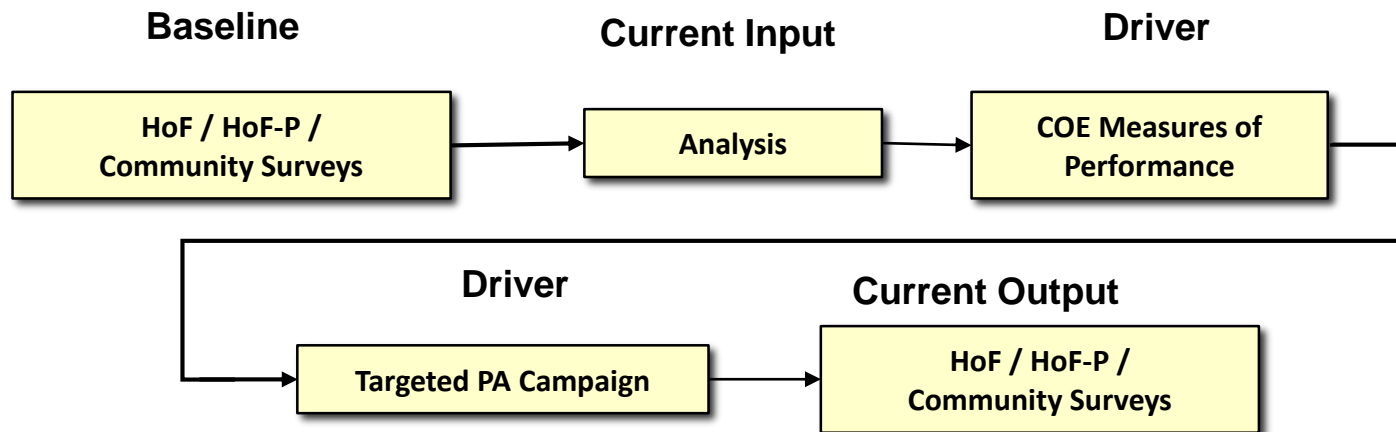 Baseline
Current Input
Driver
HoF / HoF-P /
Community Surveys
Analysis
COE Measures of
Performance
Driver
Current Output
Targeted PA Campaign
HoF / HoF-P /
Community Surveys